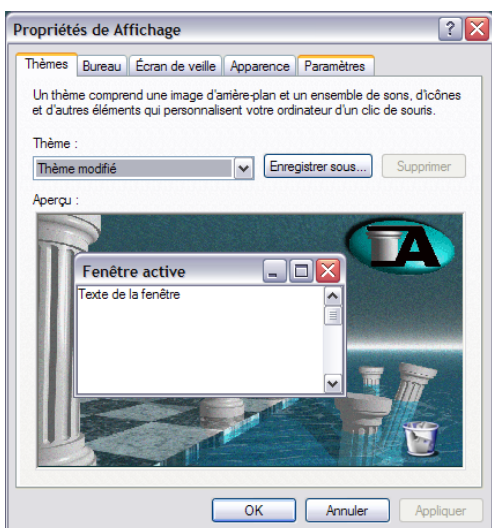 Propriétés de Affichage
Thèmes Bureau Écran de veille Apparence Paramètres
Un thème comprend une image d'arrière-plan et un ensemble de sons, d'icônes
et d'autres éléments qui personnalisent votre ordinateur d'un clic de souris.
Thème :
Thème modifié Enregistrer sous... Supprimer
Aperçu :
Fenêtre active
Texte de la fenêtre
OK Annuler Appliquer